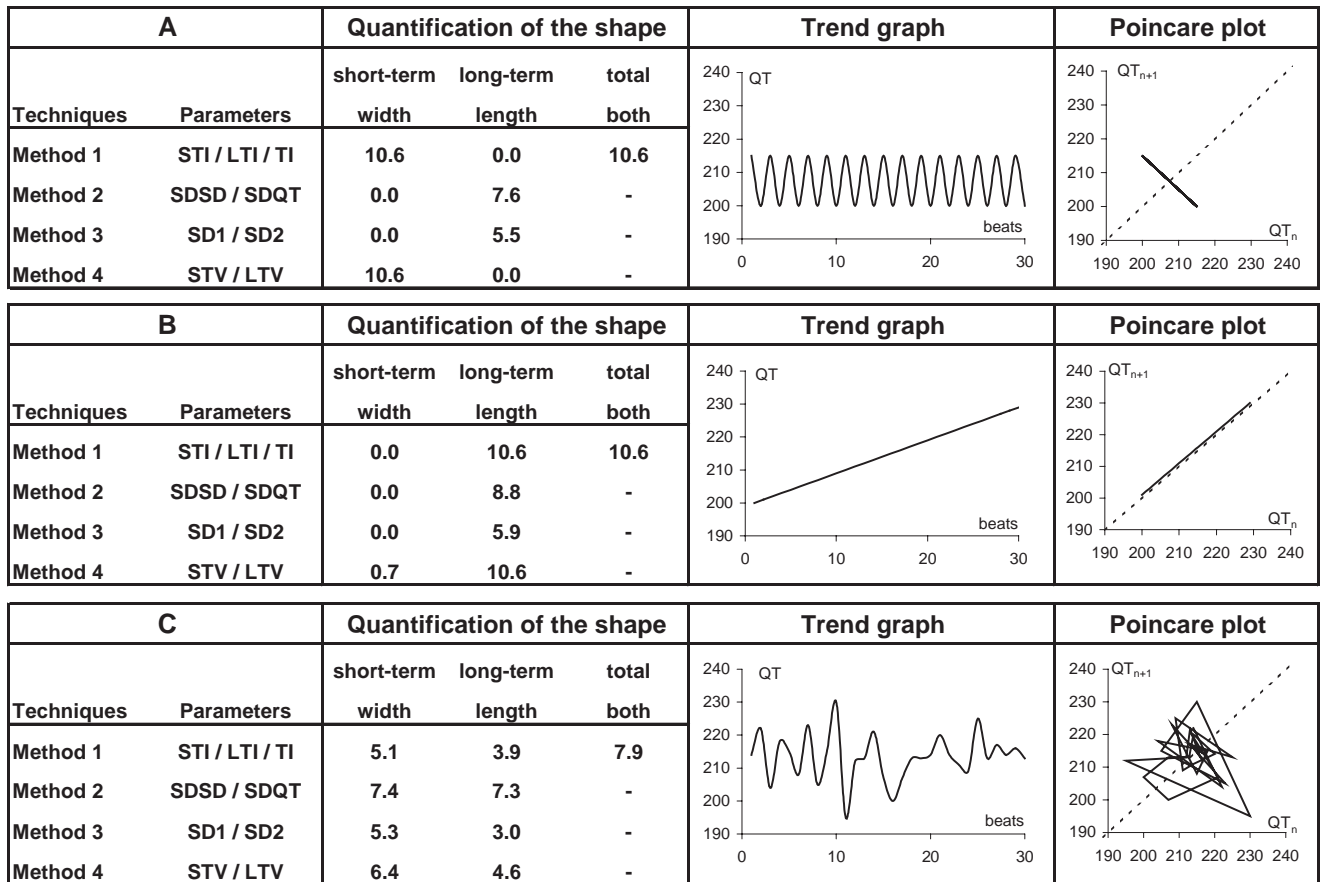 A Quantification of the shape Trend graph Poincare plot
short-term long-term total
Techniques Parameters width length both
Method 1 STI / LTI / TI 10.6 0.0 10.6
Method 2 SDSD / SDQT 0.0 7.6 -
Method 3 SD1 / SD2 0.0 5.5 -
Method 4 STV / LTV 10.6 0.0 -
240 QT
230
220
210
200
190
beats
0 10 20 30
240 QTn+1
230
220
210
200
190
QTn
190 200 210 220 230 240
B Quantification of the shape Trend graph Poincare plot
short-term long-term total
Techniques Parameters width length both
Method 1 STI / LTI / TI 0.0 10.6 10.6
Method 2 SDSD / SDQT 0.0 8.8 -
Method 3 SD1 / SD2 0.0 5.9 -
Method 4 STV / LTV 0.7 10.6 -
240 QT
230
220
210
200
190
beats
0 10 20 30
240 QTn+1
230
220
210
200
190
QTn
190 200 210 220 230 240
C Quantification of the shape Trend graph Poincare plot
short-term long-term total
Techniques Parameters width length both
Method 1 STI / LTI / TI 5.1 3.9 7.9
Method 2 SDSD / SDQT 7.4 7.3 -
Method 3 SD1 / SD2 5.3 3.0 -
Method 4 STV / LTV 6.4 4.6 -
240 QT
230
220
210
200
190
beats
0 10 20 30
240 QTn+1
230
220
210
200
190
QTn
190 200 210 220 230 240